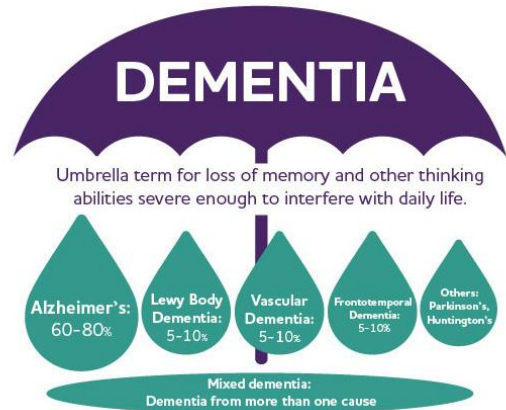 DEMENTIA
Umbrella term for loss of memory and other thinking
abilities severe enough to interfere with daily life.
Alzheimer's:
60-80%
Lewy Body
Dementia:
5-10%
Vascular
Dementia:
5-10%
Frontotemporal
Dementia:
5-10%
Others:
Parkinson's,
Huntington's
Mixed dementia:
Dementia from more than one cause